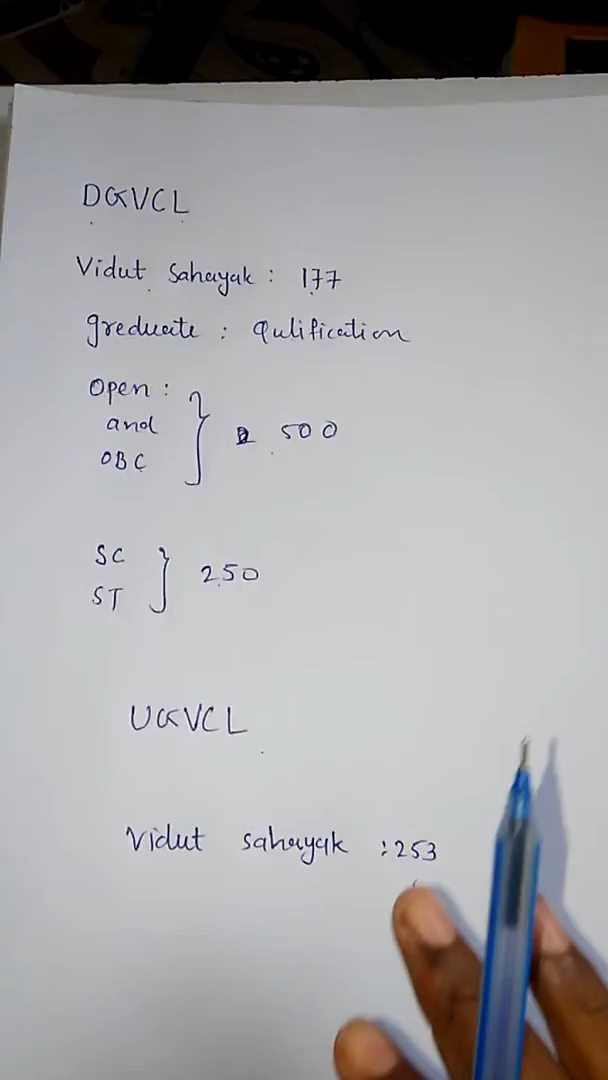 DGVCL
Vidut Sahayak : 177
greduate : Qulification
Open :
and
OBC
500
SC
ST
250
UGVCL
Vidut sahayak : 253